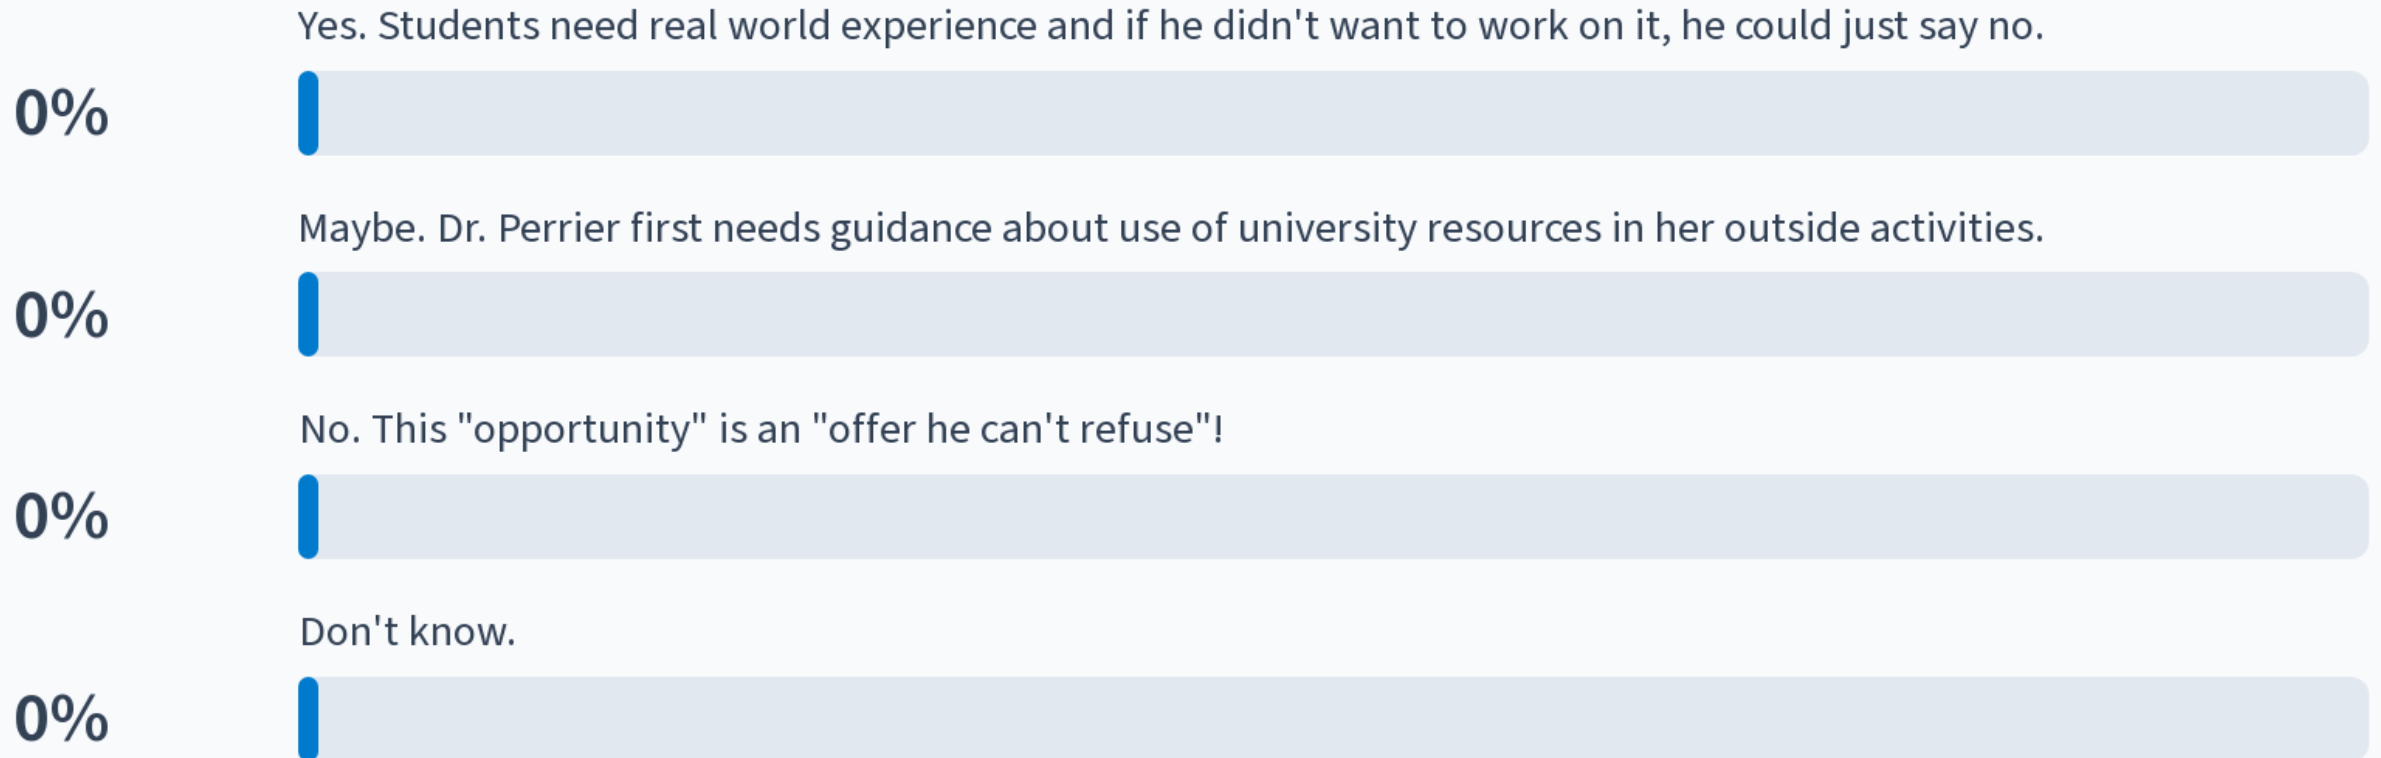 Yes. Students need real world experience and if he didn't want to work on it, he could just say no.
0%
Maybe. Dr. Perrier first needs guidance about use of university resources in her outside activities.
0%
No. This "opportunity" is an "offer he can't refuse"!
0%
Don't know.
0%